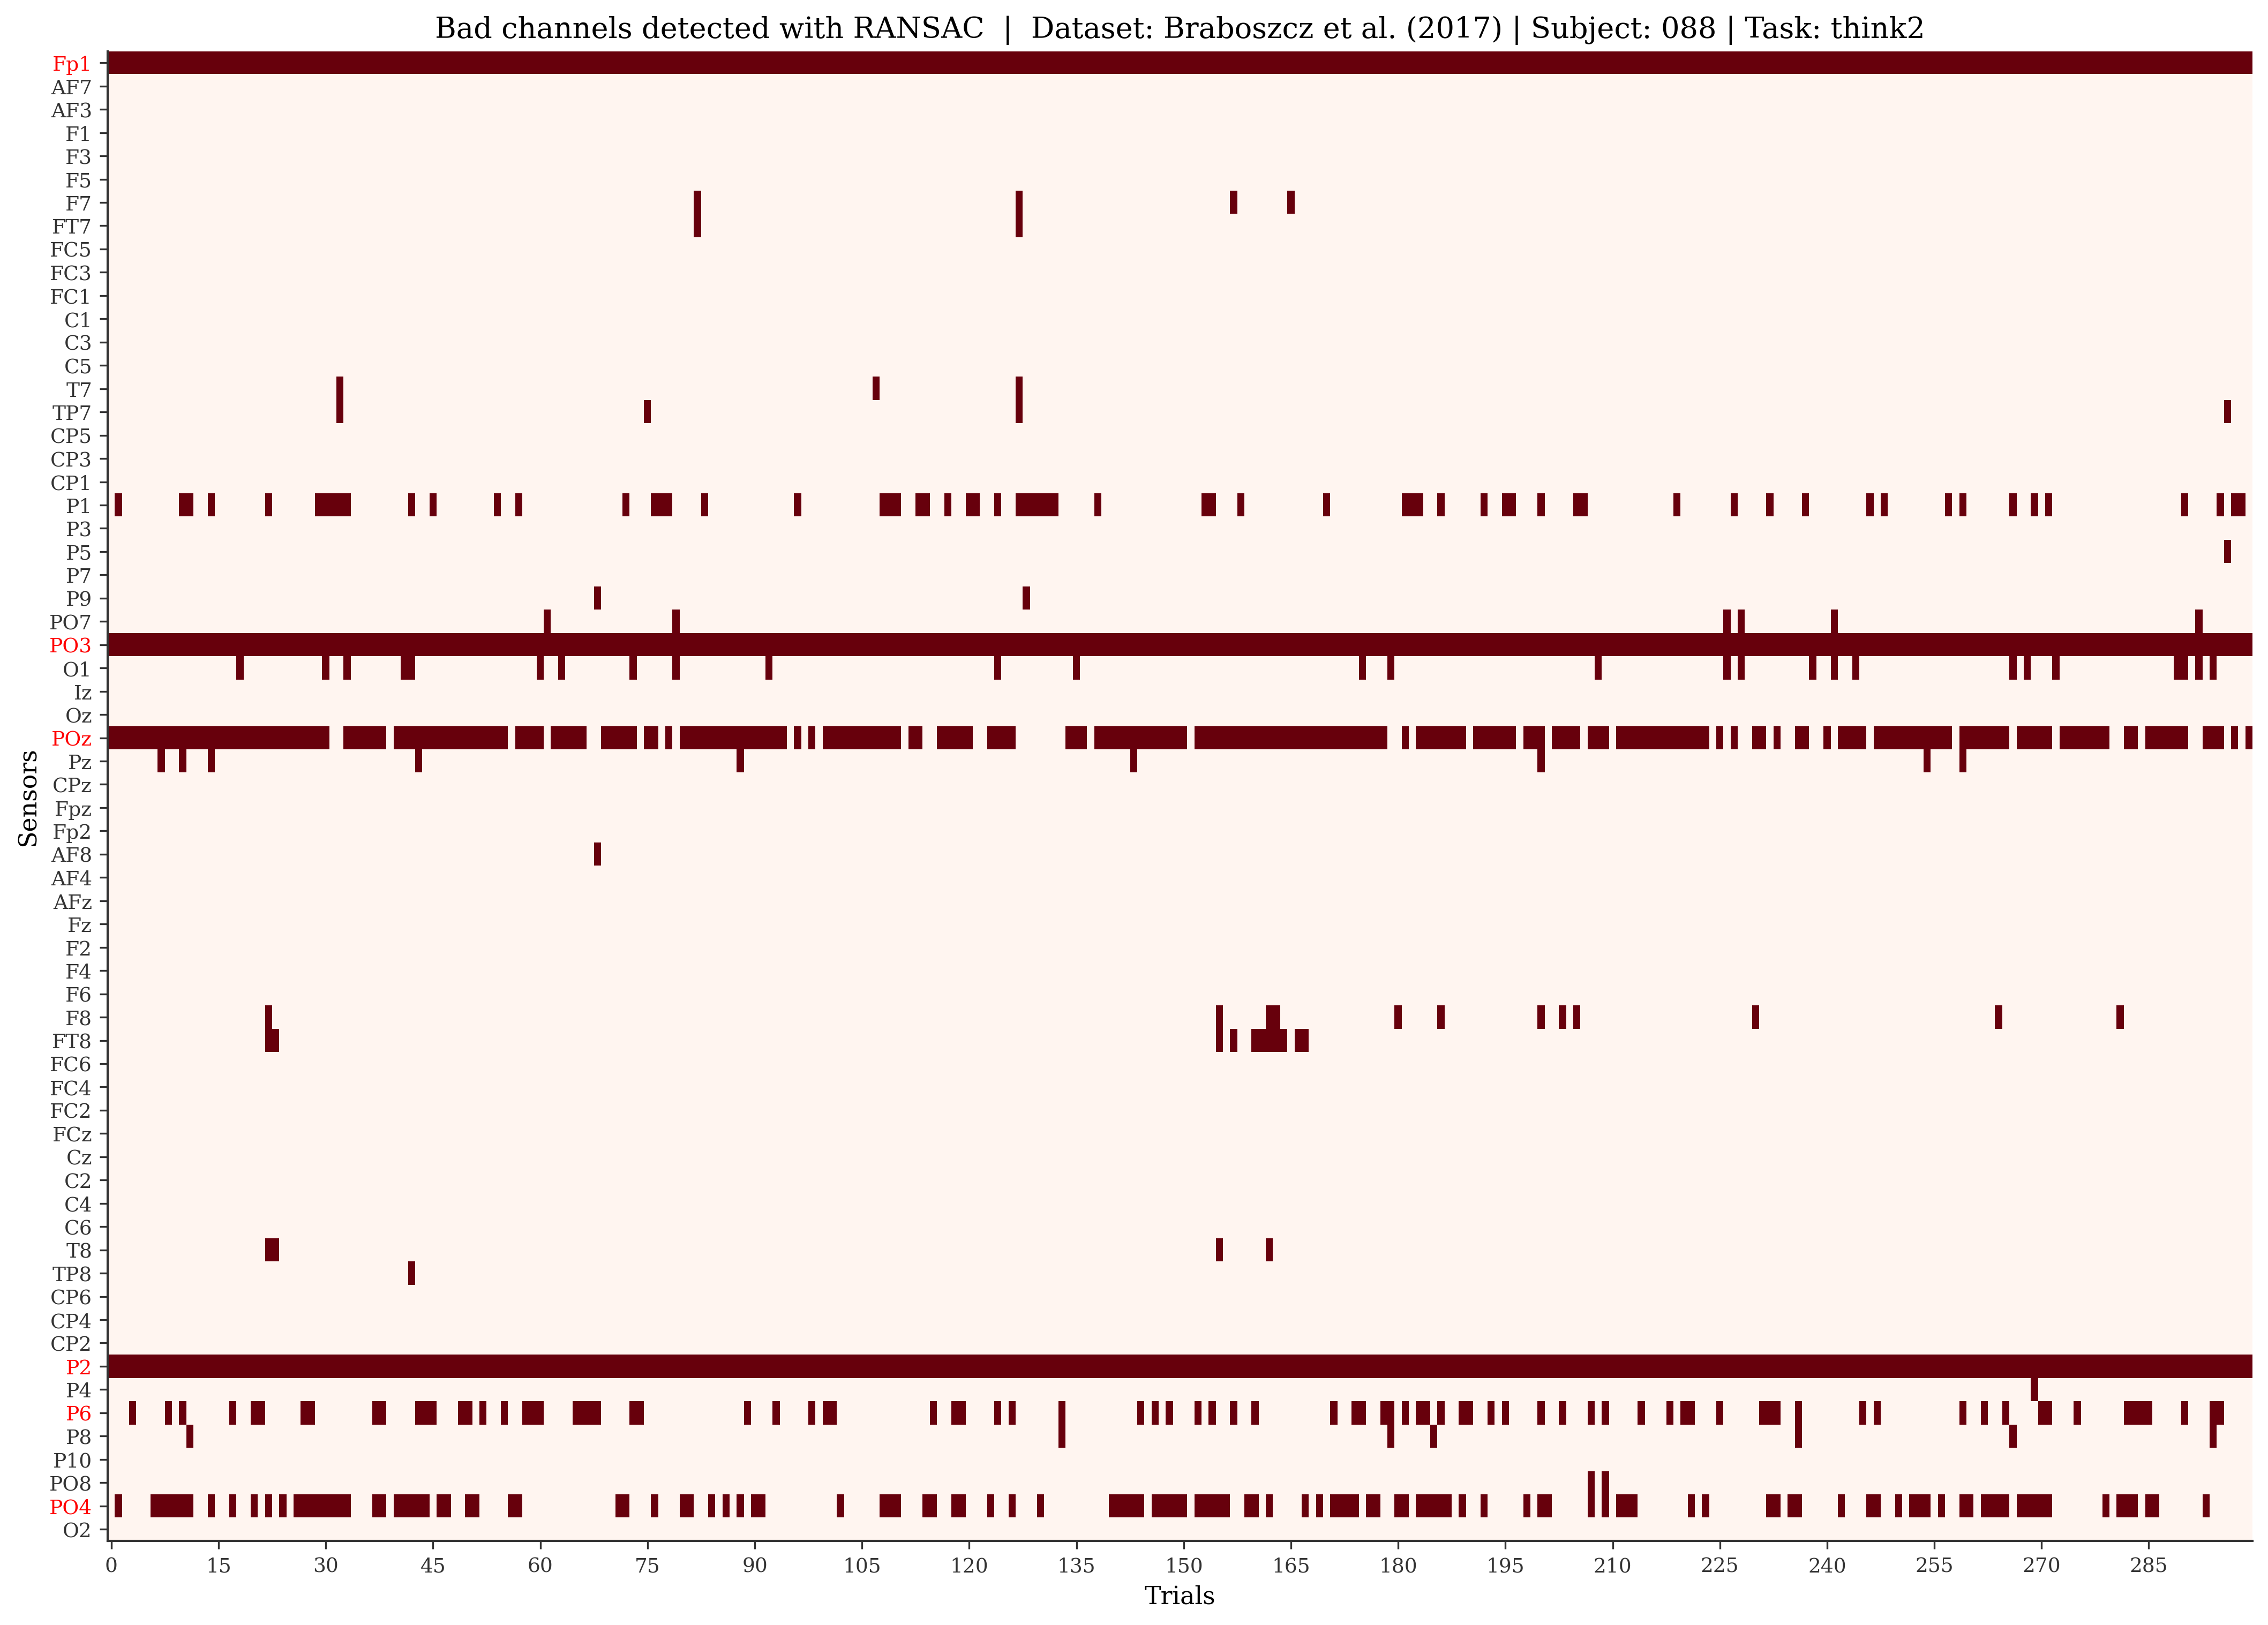 Bad channels detected with RANSAC | Dataset: Braboszcz et al. (2017) | Subject: 088 | Task: think2
Fp1
AF7
AF3
F1
F3
F5
F7
FT7
FC5
FC3
FC1
C1
C3
C5
T7
TP7
CP5
CP3
CP1
P1
P3
P5
P7
P9
PO7
PO3
O1
Iz
Oz
POz
Pz
CPz
Fpz
Fp2
AF8
AF4
AFz
Fz
F2
F4
F6
F8
FT8
FC6
FC4
FC2
FCz
Cz
C2
C4
C6
T8
TP8
CP6
CP4
CP2
P2
P4
P6
P8
P10
PO8
PO4
O2
Sensors
0 15 30 45 60 75 90 105 120 135 150 165 180 195 210 225 240 255 270 285
Trials